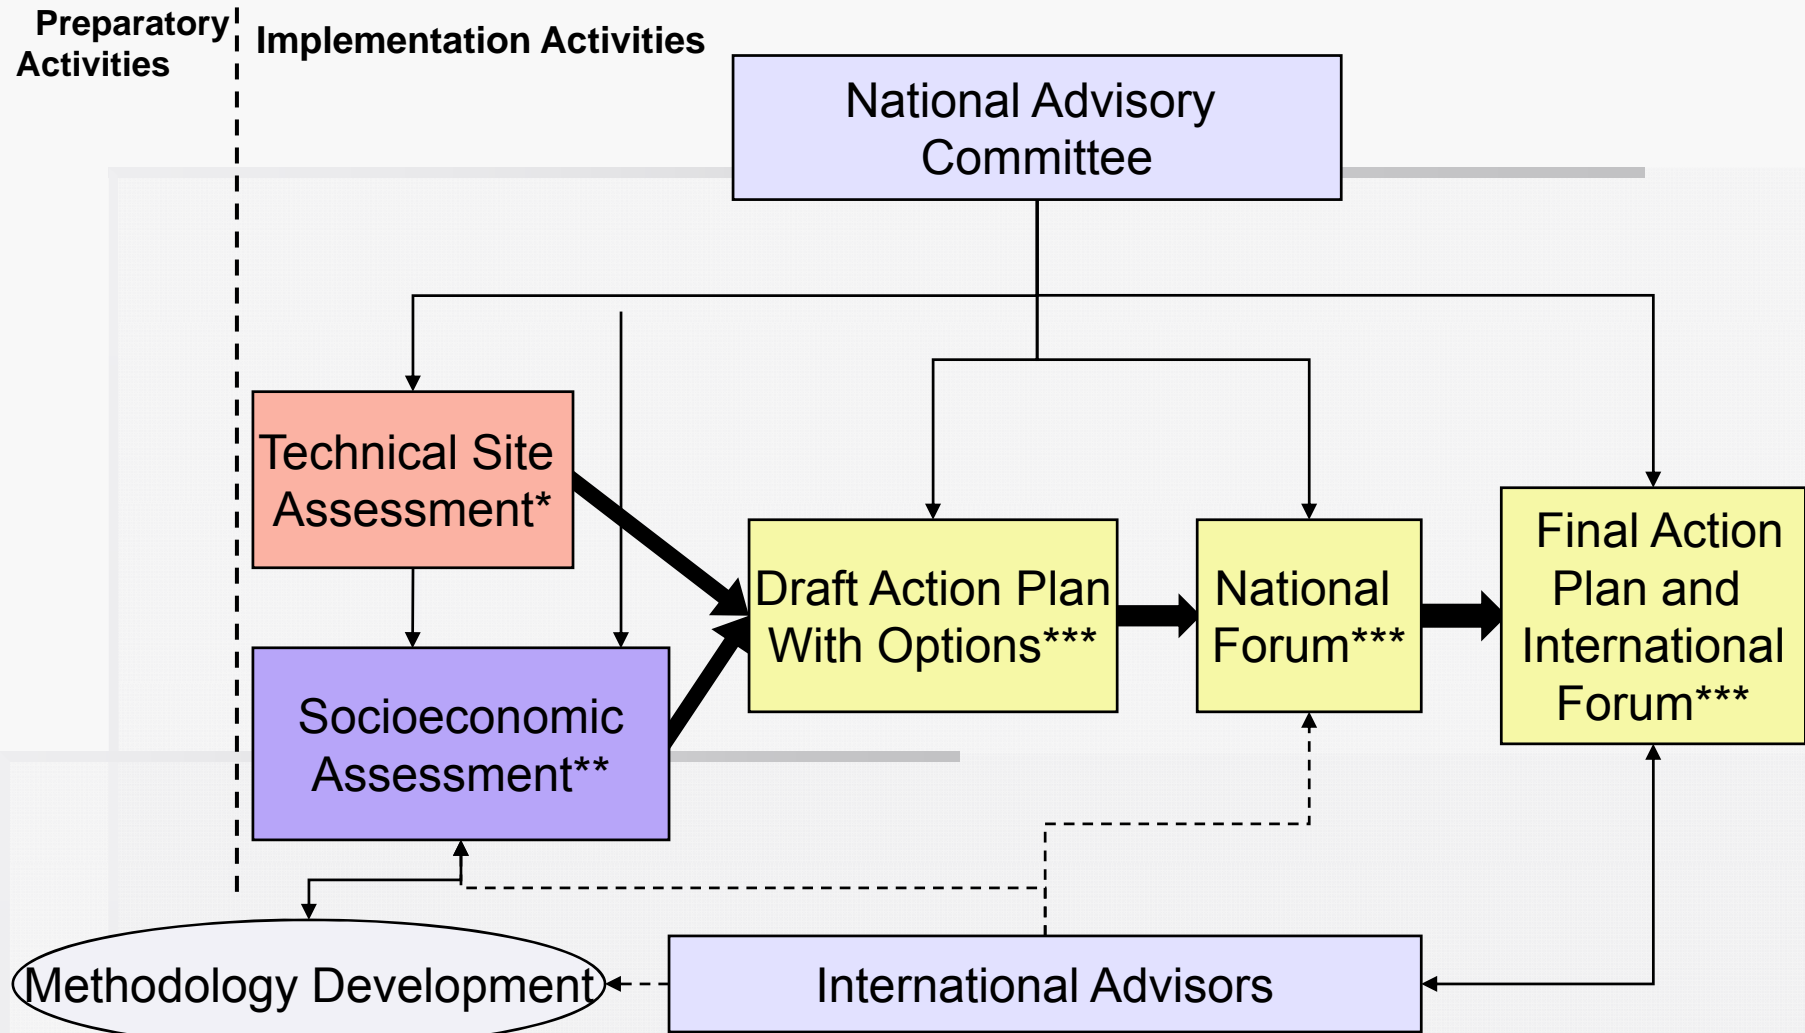 Preparatory
Activities
Implementation Activities
National Advisory
Committee
Technical Site
Assessment*
Socioeconomic
Assessment**
Draft Action Plan
With Options***
National
Forum***
Final Action
Plan and
International
Forum***
Methodology Development
International Advisors